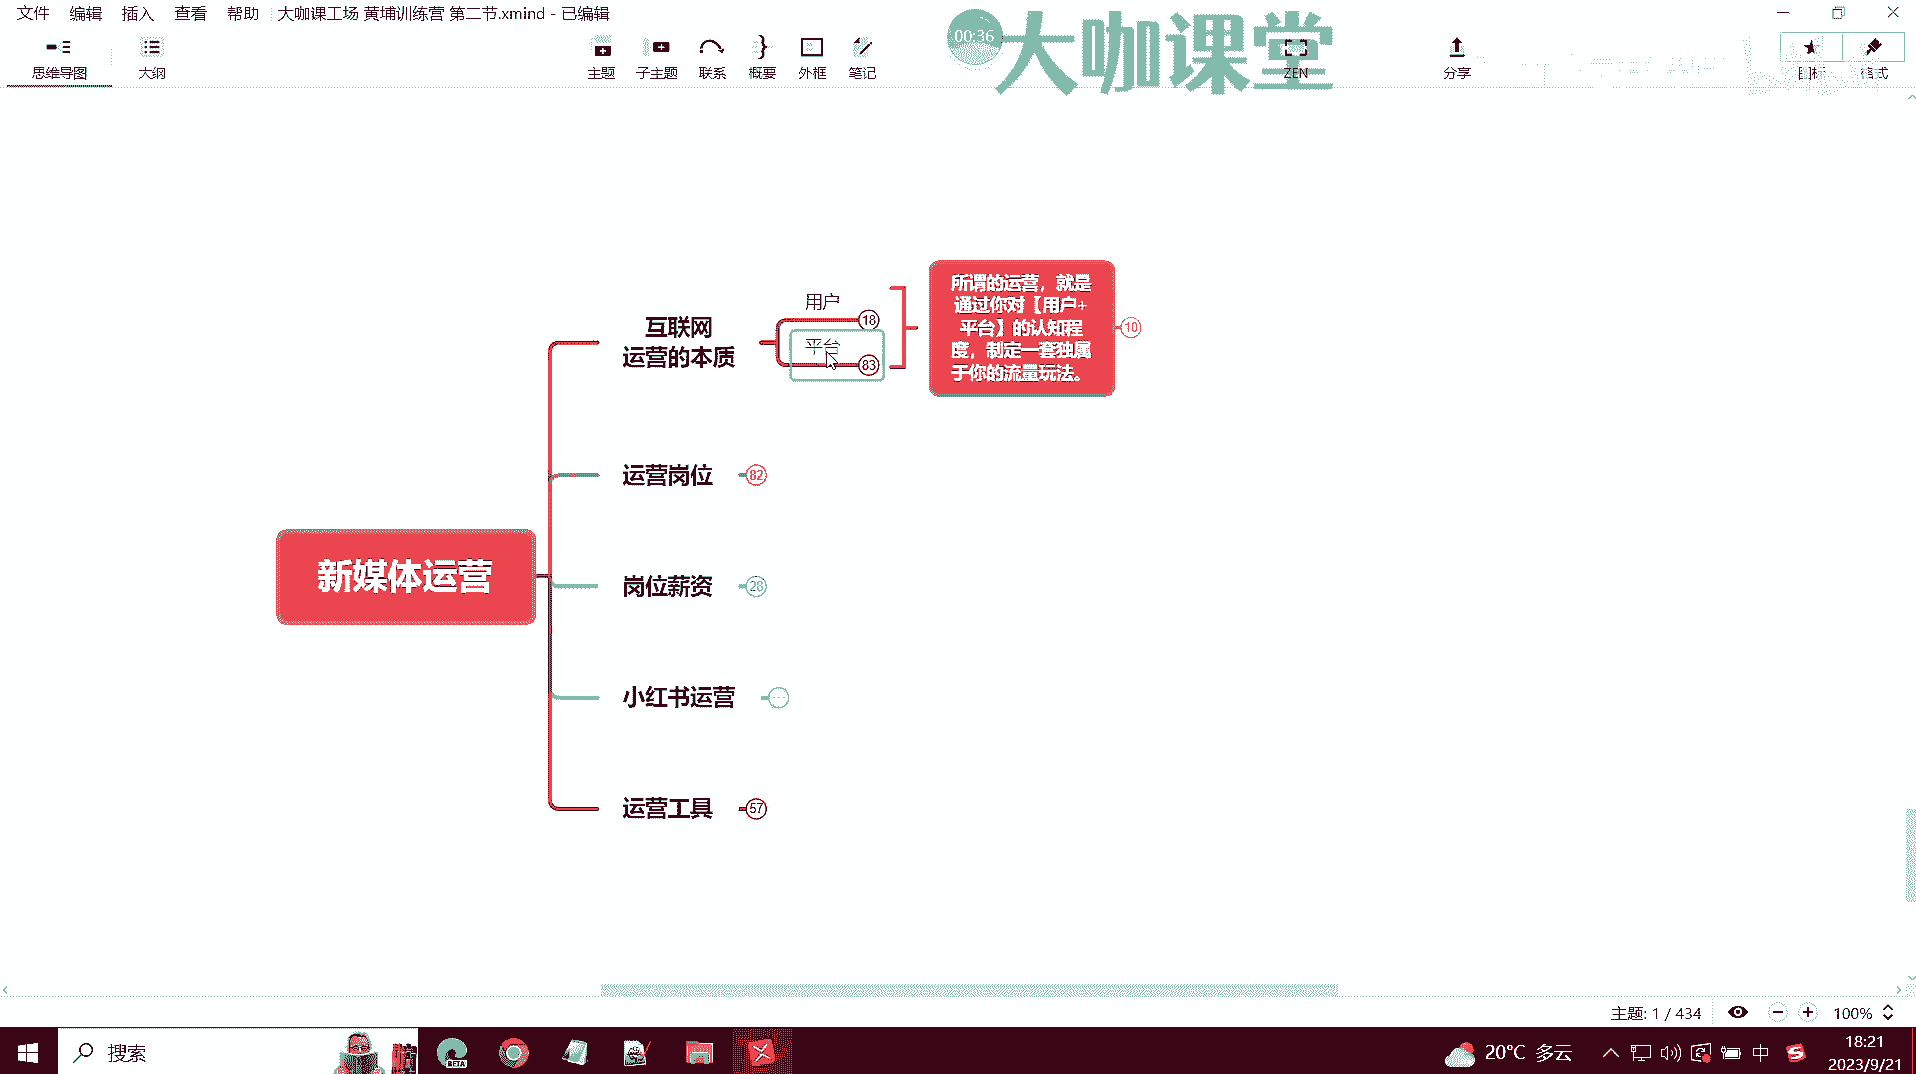 文件 编辑 插入 查看 帮助 大咖课工场 黄埔训练营 第二节.xmind - 已编辑
00:36
大咖课堂
思维导图 大纲 主题 子主题 联系 概要 外框 笔记 ZEN 分享 图标 格式
互联网
运营的本质
用户
18
平台
83
所谓的运营，就是
通过你对【用户+
平台】的认知程
度，制定一套独属
于你的流量玩法。
10
运营岗位
82
新媒体运营
岗位薪资
28
小红书运营
运营工具
57
主题: 1 / 434 100%
搜索
BETA
20°C 多云
中
18:21
2023/9/21